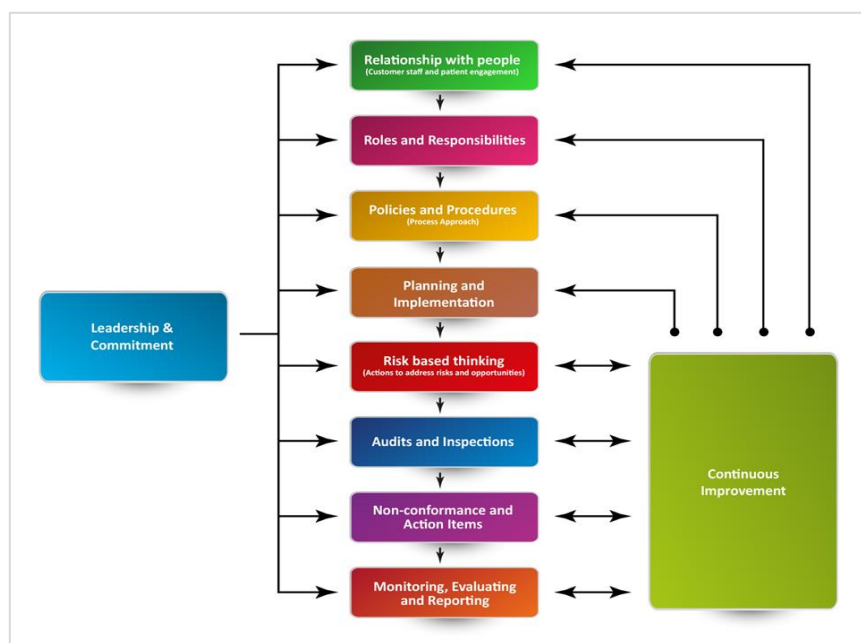 Relationship with people
(Customer staff and patient engagement)
Roles and Responsibilities
Policies and Procedures
(Process Approach)
Planning and
Implementation
Leadership &
Commitment
Risk based thinking
(Actions to address risks and opportunities)
Audits and Inspections
Continuous
Improvement
Non-conformance and
Action Items
Monitoring, Evaluating
and Reporting